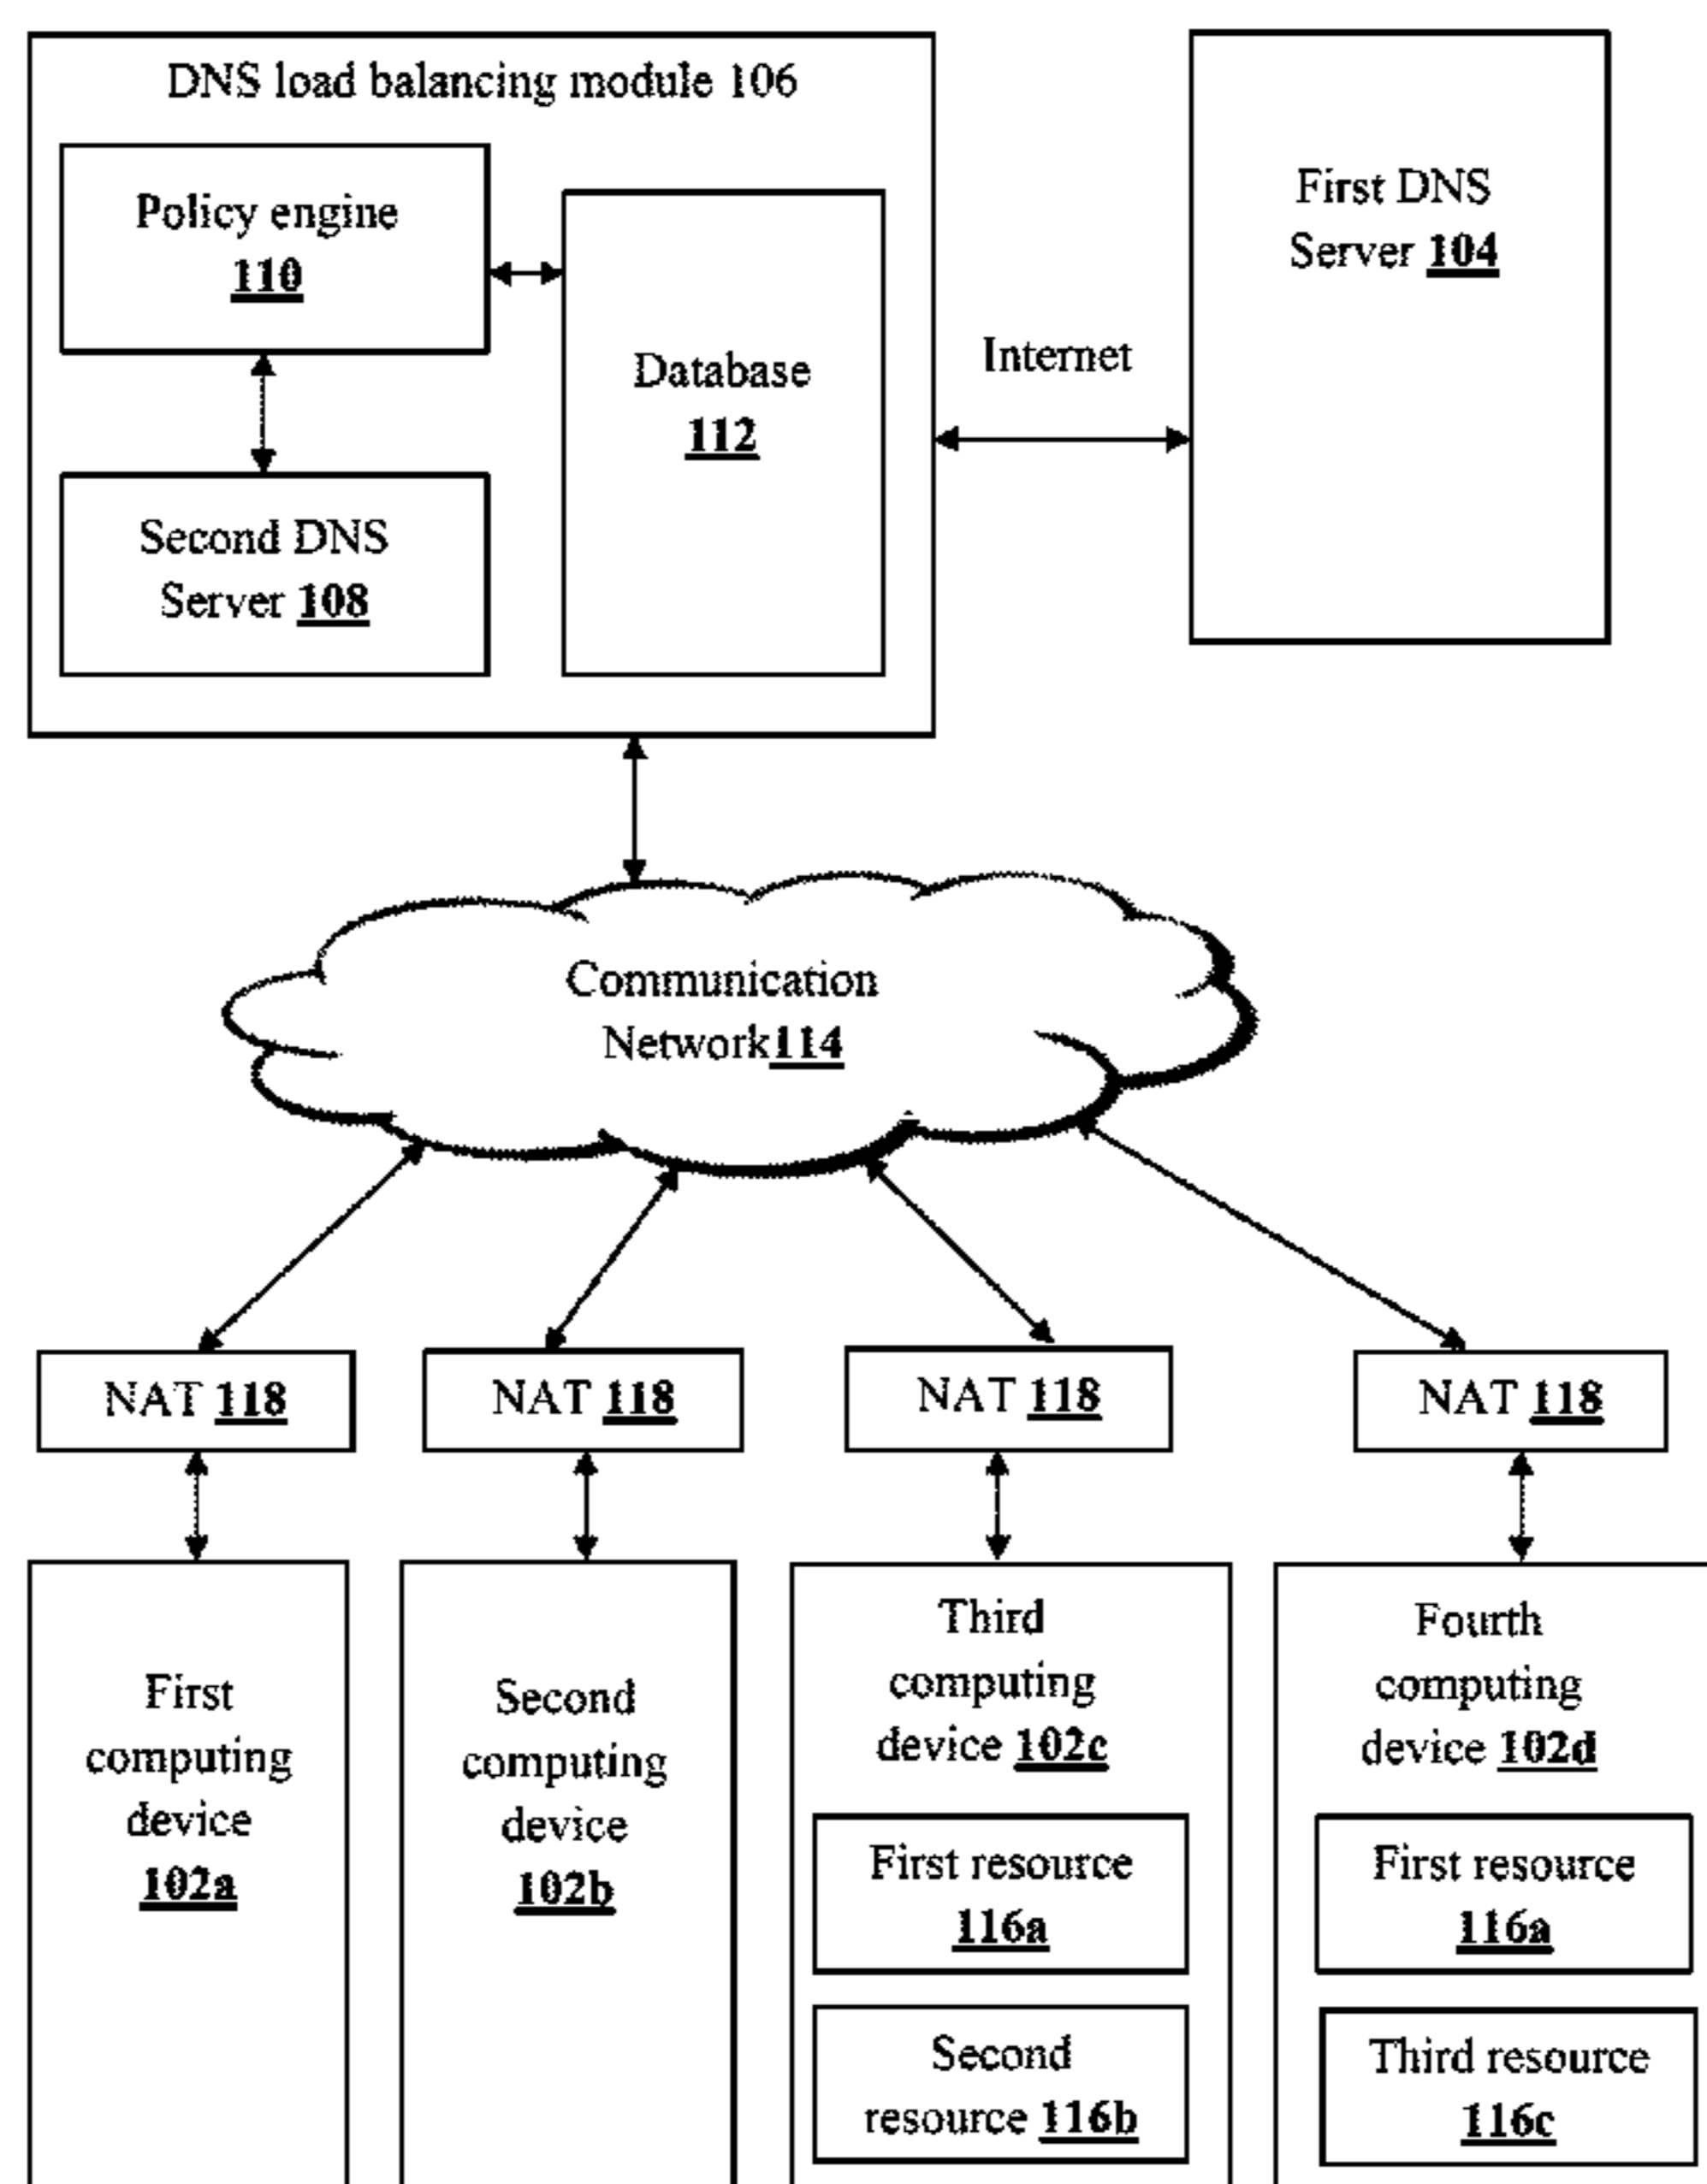 DNS load balancing module 106
Policy engine
110
Database
112
Second DNS
Server 108
Internet
First DNS
Server 104
Communication
Network114
NAT 118
NAT 118
NAT 118
NAT 118
First
computing
device
102a
Second
computing
device
102b
Third
computing
device 102c
First resource
116a
Second
resource 116b
Fourth
computing
device 102d
First resource
116a
Third resource
116c